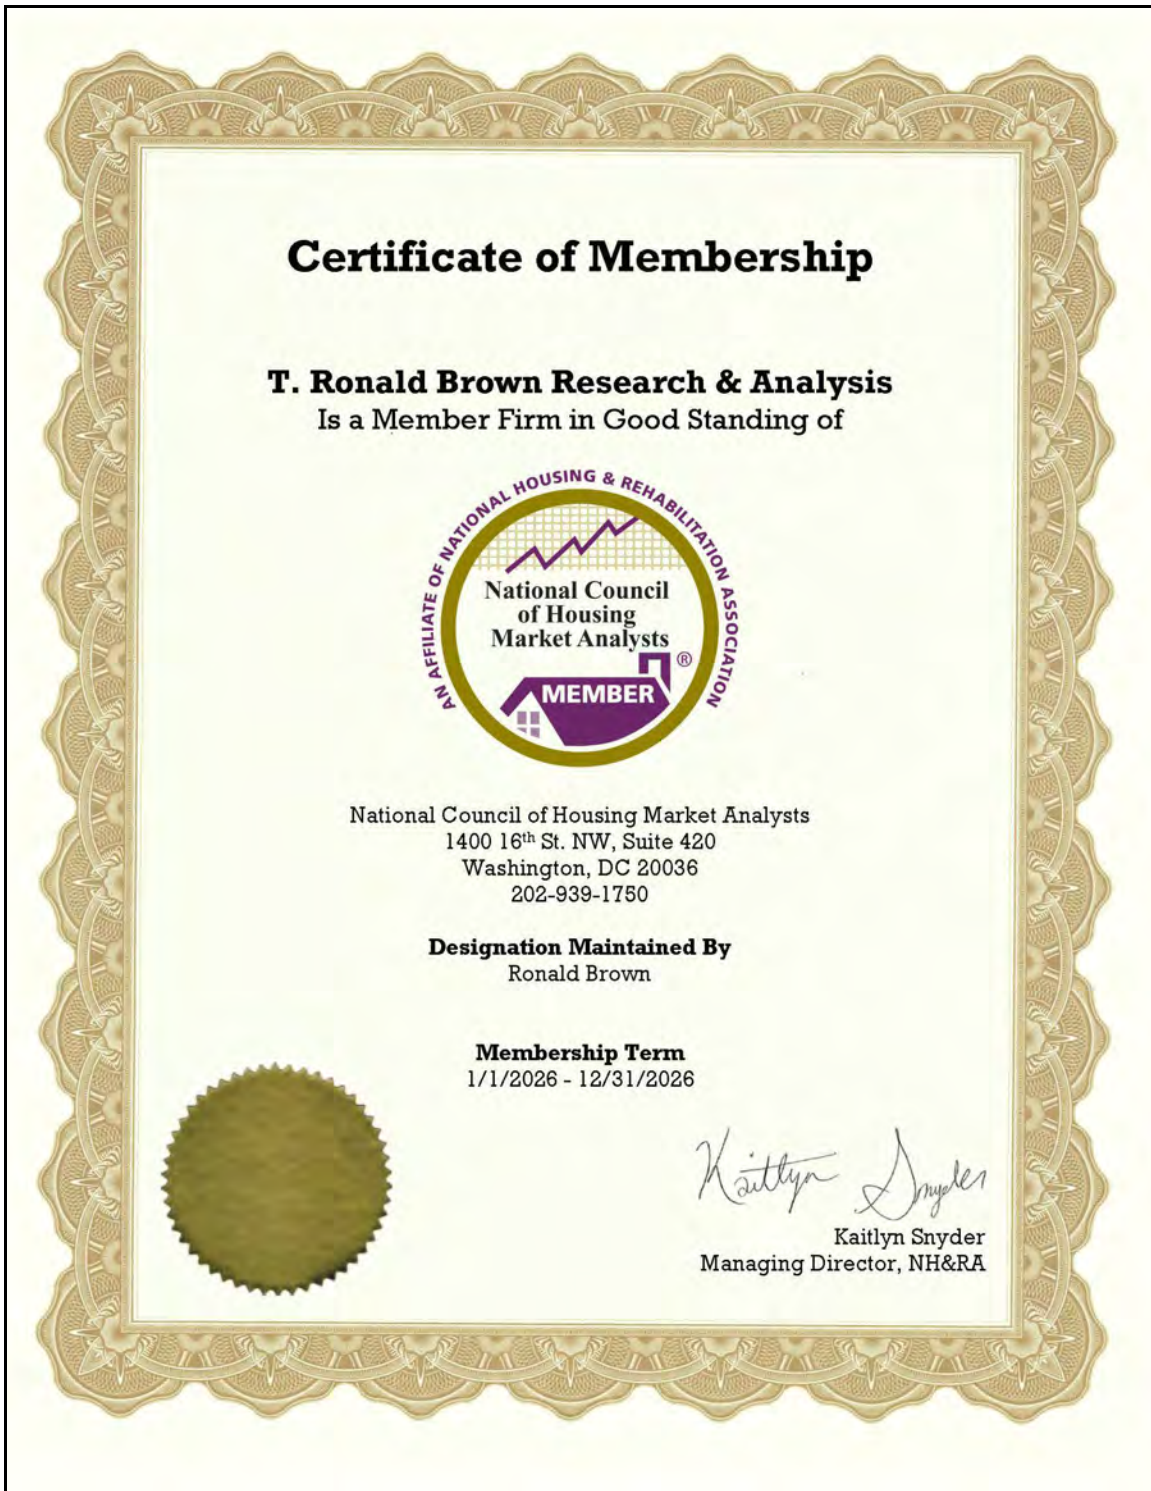 Certificate of Membership
T. Ronald Brown Research & Analysis
Is a Member Firm in Good Standing of
AN AFFILIATE OF NATIONAL HOUSING & REHABILITATION ASSOCIATION
National Council
of Housing
Market Analysts
®
MEMBER
National Council of Housing Market Analysts
1400 16th St. NW, Suite 420
Washington, DC 20036
202-939-1750
Designation Maintained By
Ronald Brown
Membership Term
1/1/2026 - 12/31/2026
Kaitlyn Snyder
Kaitlyn Snyder
Managing Director, NH&RA